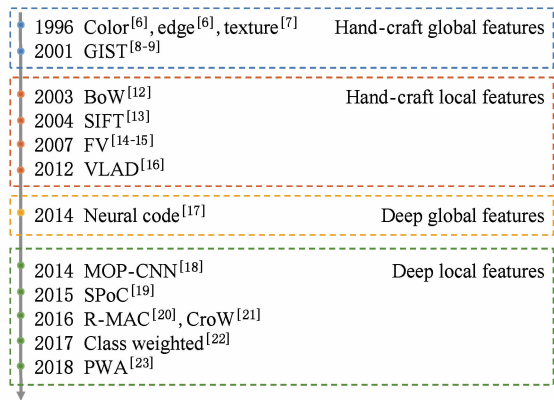 1996 Color[6], edge[6], texture[7] Hand-craft global features
2001 GIST[8-9]
2003 BoW[12] Hand-craft local features
2004 SIFT[13]
2007 FV[14-15]
2012 VLAD[16]
2014 Neural code[17] Deep global features
2014 MOP-CNN[18] Deep local features
2015 SPoC[19]
2016 R-MAC[20], CroW[21]
2017 Class weighted[22]
2018 PWA[23]